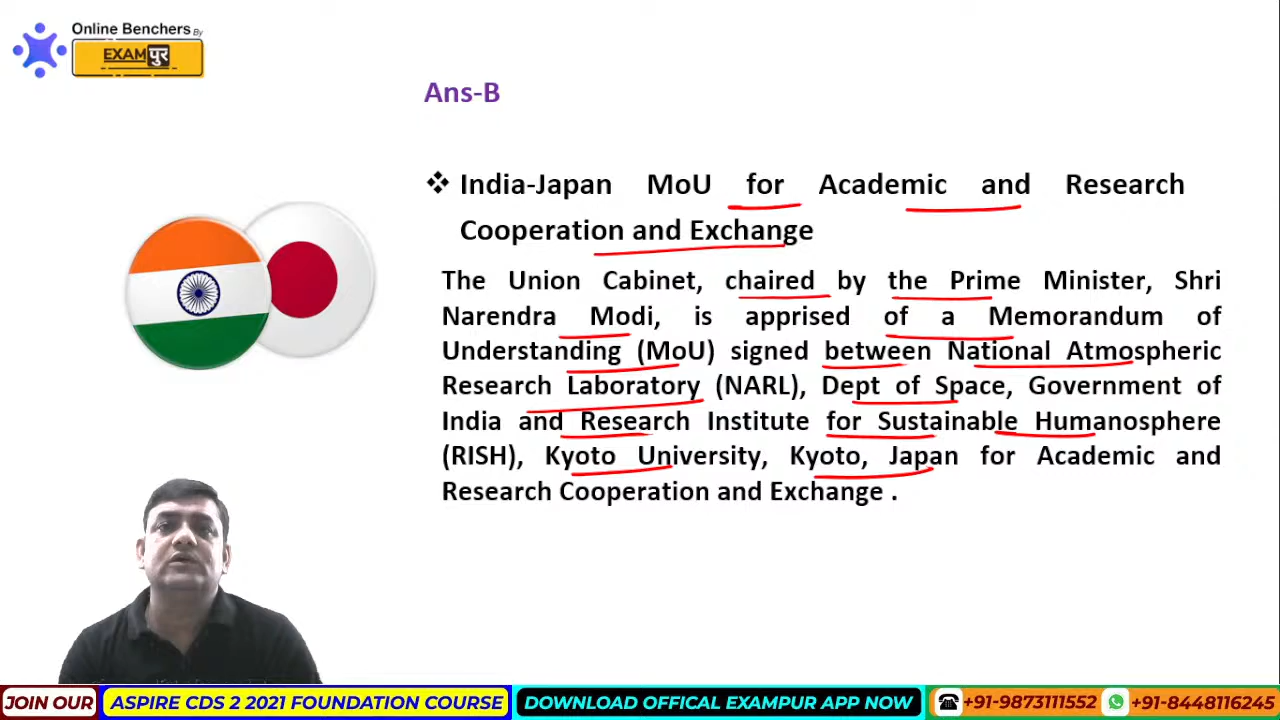 Online Benchers By
EXAMपुर
Ans-B
❖ India-Japan MoU for Academic and Research
Cooperation and Exchange
The Union Cabinet, chaired by the Prime Minister, Shri
Narendra Modi, is apprised of a Memorandum of
Understanding (MoU) signed between National Atmospheric
Research Laboratory (NARL), Dept of Space, Government of
India and Research Institute for Sustainable Humanosphere
(RISH), Kyoto University, Kyoto, Japan for Academic and
Research Cooperation and Exchange .
JOIN OUR ASPIRE CDS 2 2021 FOUNDATION COURSE DOWNLOAD OFFICAL EXAMPUR APP NOW +91-9873111552 +91-8448116245